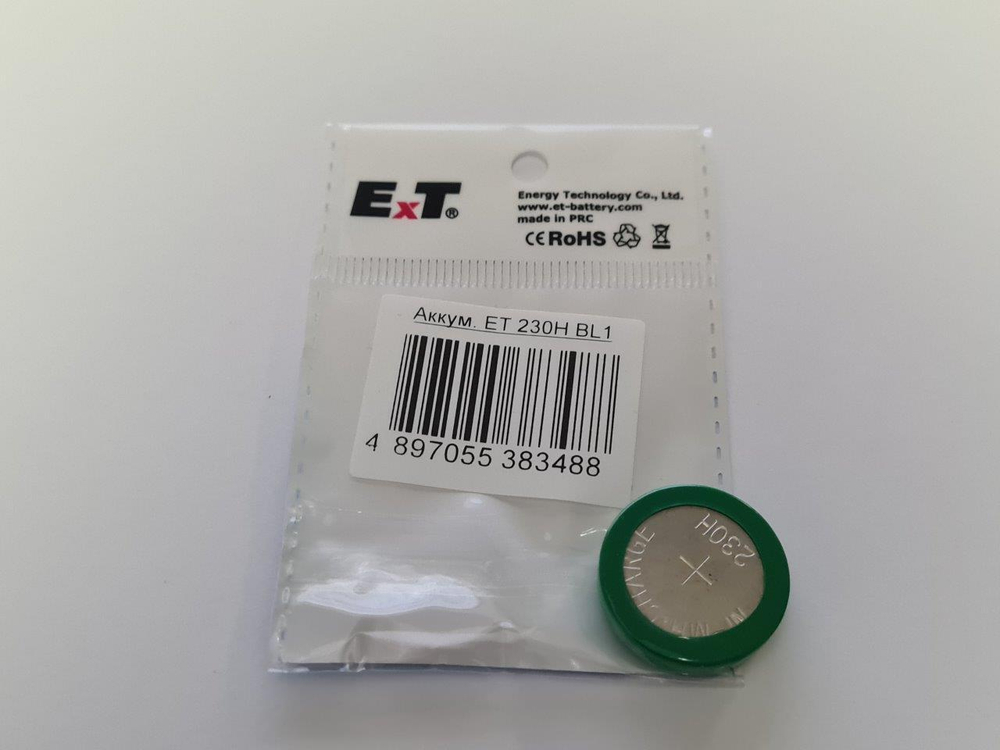 ExT®
Energy Technology Co., Ltd.
www.et-battery.com
made in PRC
CE RoHS
Аккум. ET 230H BL1
4 897055 383488
230H